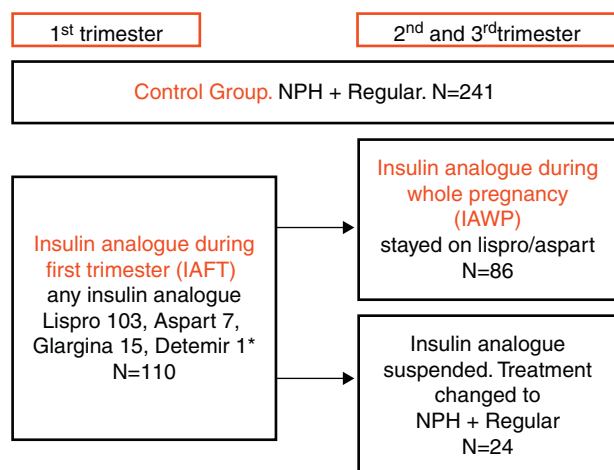 1st trimester
2nd and 3rdtrimester
Control Group. NPH + Regular. N=241
Insulin analogue during
first trimester (IAFT)
any insulin analogue
Lispro 103, Aspart 7,
Glargina 15, Detemir 1*
N=110
Insulin analogue during
whole pregnancy
(IAWP)
stayed on lispro/aspart
N=86
Insulin analogue
suspended. Treatment
changed to
NPH + Regular
N=24